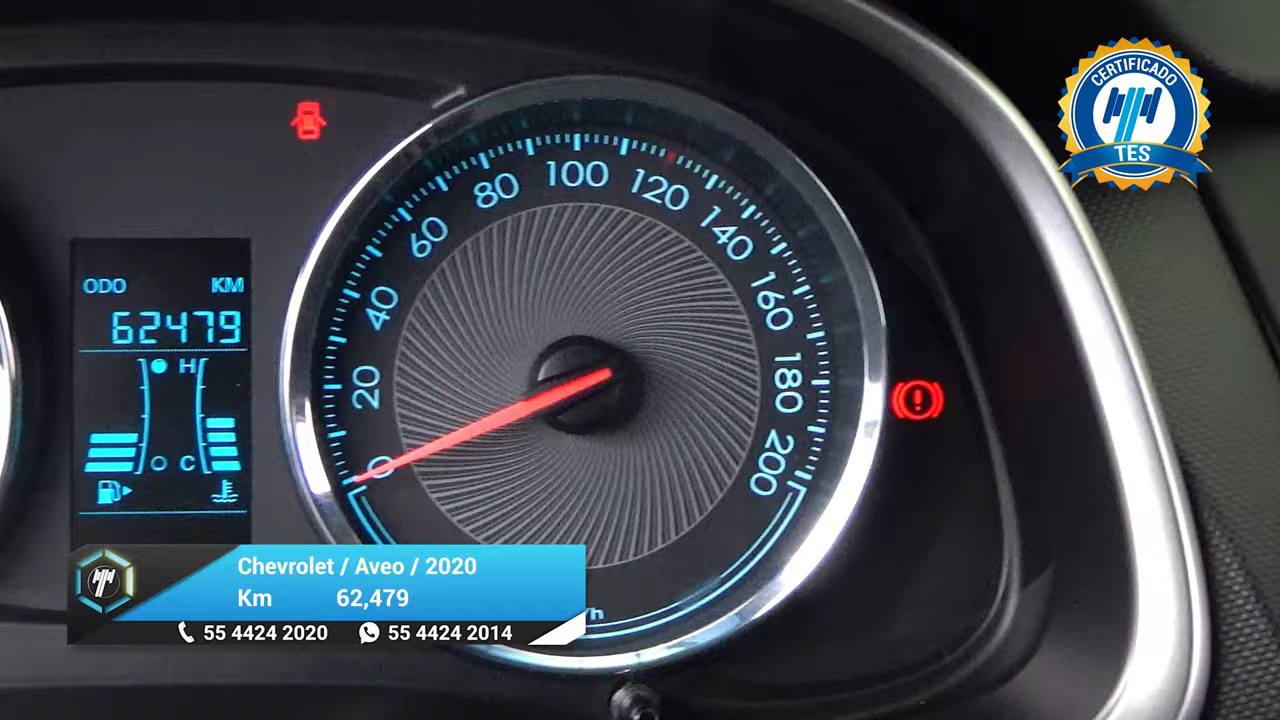 CERTIFICADO
TES
ODO KM
62479
H
C
0
20
40
60
80
100
120
140
160
180
200
/h
Chevrolet / Aveo / 2020
Km 62,479
55 4424 2020 55 4424 2014